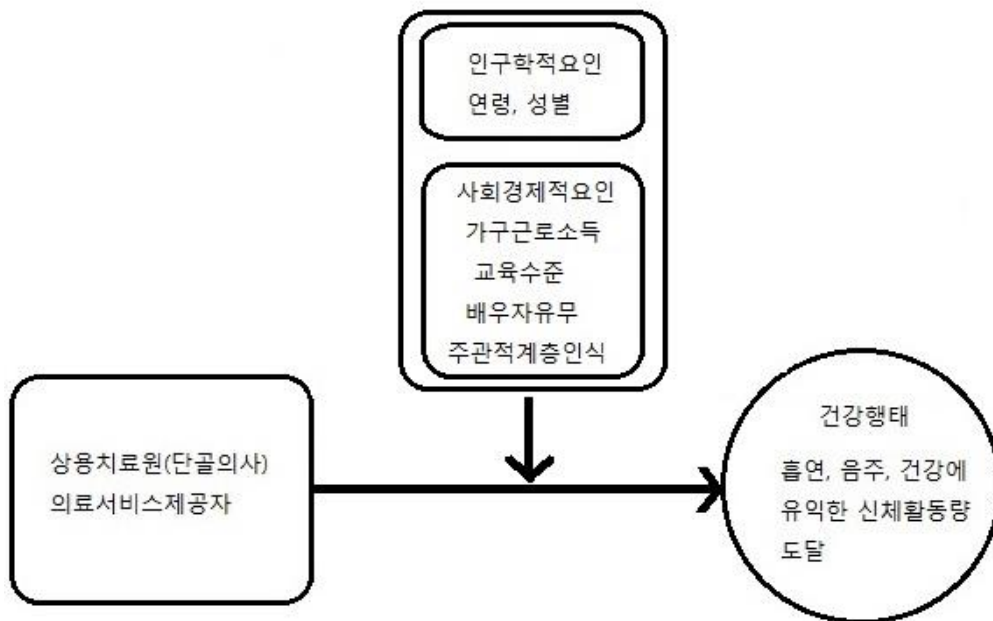 인구학적요인
연령, 성별
사회경제적요인
가구근로소득
교육수준
배우자유무
주관적계층인식
상용치료원(단골의사)
의료서비스제공자
건강행태
흡연, 음주, 건강에
유익한 신체활동량
도달